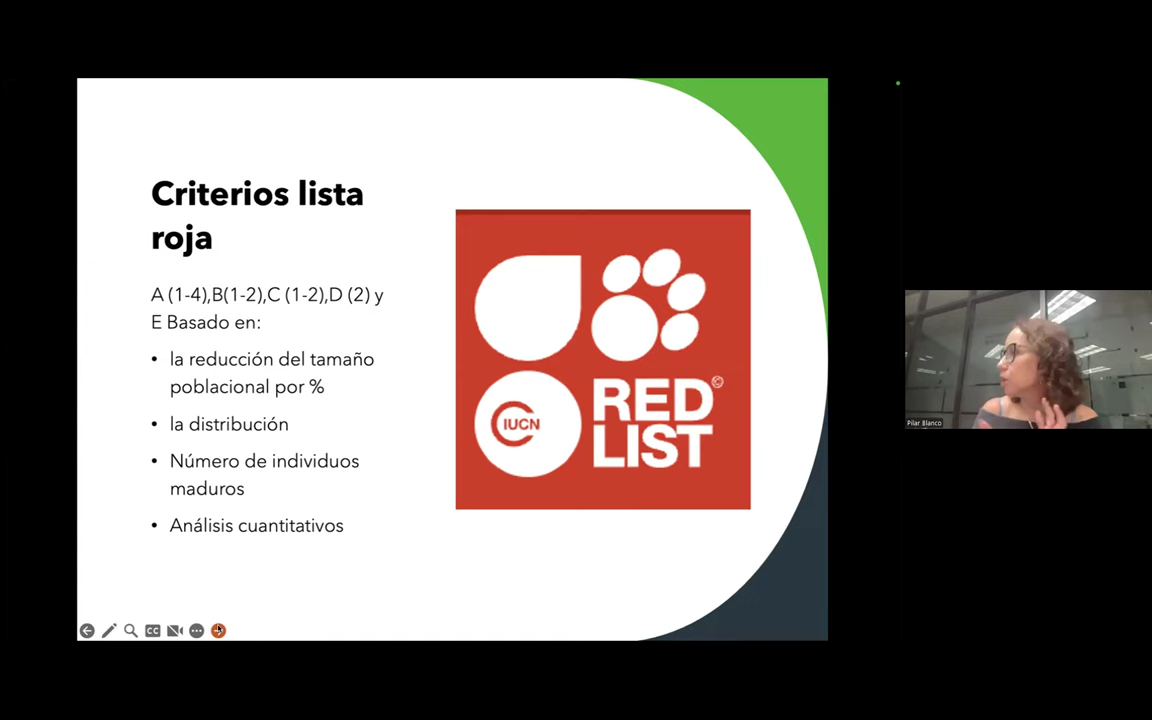 Criterios lista
roja
A (1-4),B(1-2),C (1-2),D (2) y
E Basado en:
• la reducción del tamaño
poblacional por %
• la distribución
• Número de individuos
maduros
• Análisis cuantitativos
IUCN
RED
LIST
©
CC
Pilar Blanco